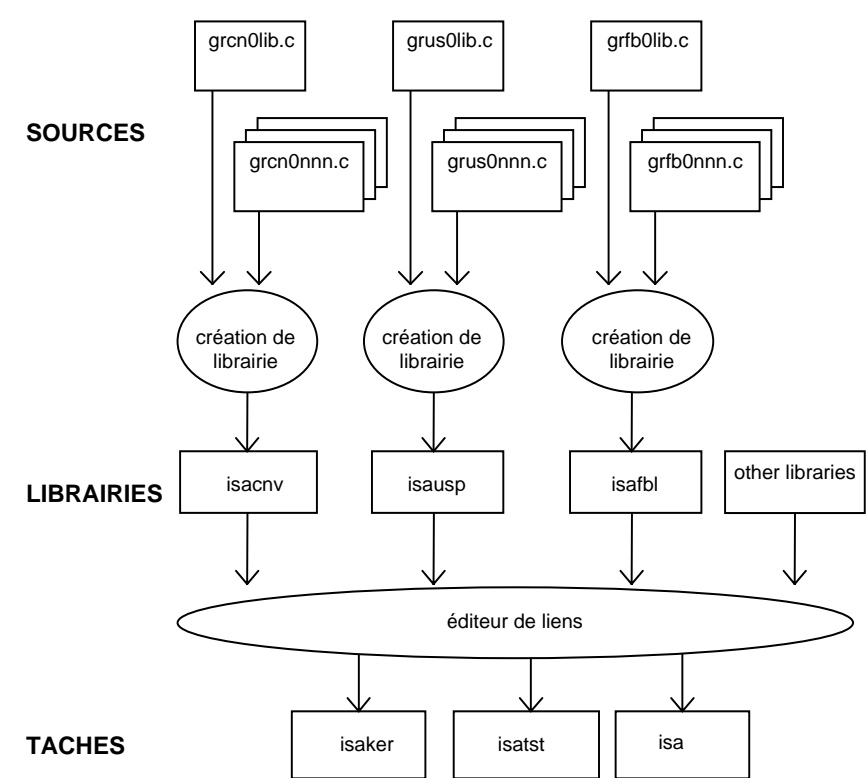 grcn0lib.c
grus0lib.c
grfb0lib.c
SOURCES
grcn0nnn.c
grus0nnn.c
grfb0nnn.c
création de
librairie
création de
librairie
création de
librairie
LIBRAIRIES
isacnv
isausp
isafbl
other libraries
éditeur de liens
TACHES
isaker
isatst
isa